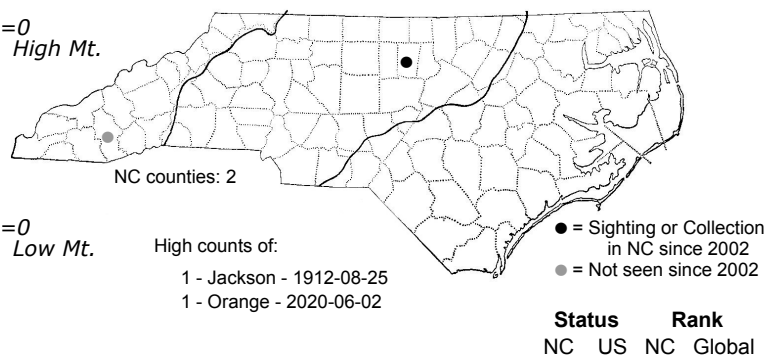 =0
High Mt.
NC counties: 2
=0
Low Mt.
High counts of:
1 - Jackson - 1912-08-25
1 - Orange - 2020-06-02
● = Sighting or Collection
in NC since 2002
● = Not seen since 2002
Status Rank
NC US NC Global